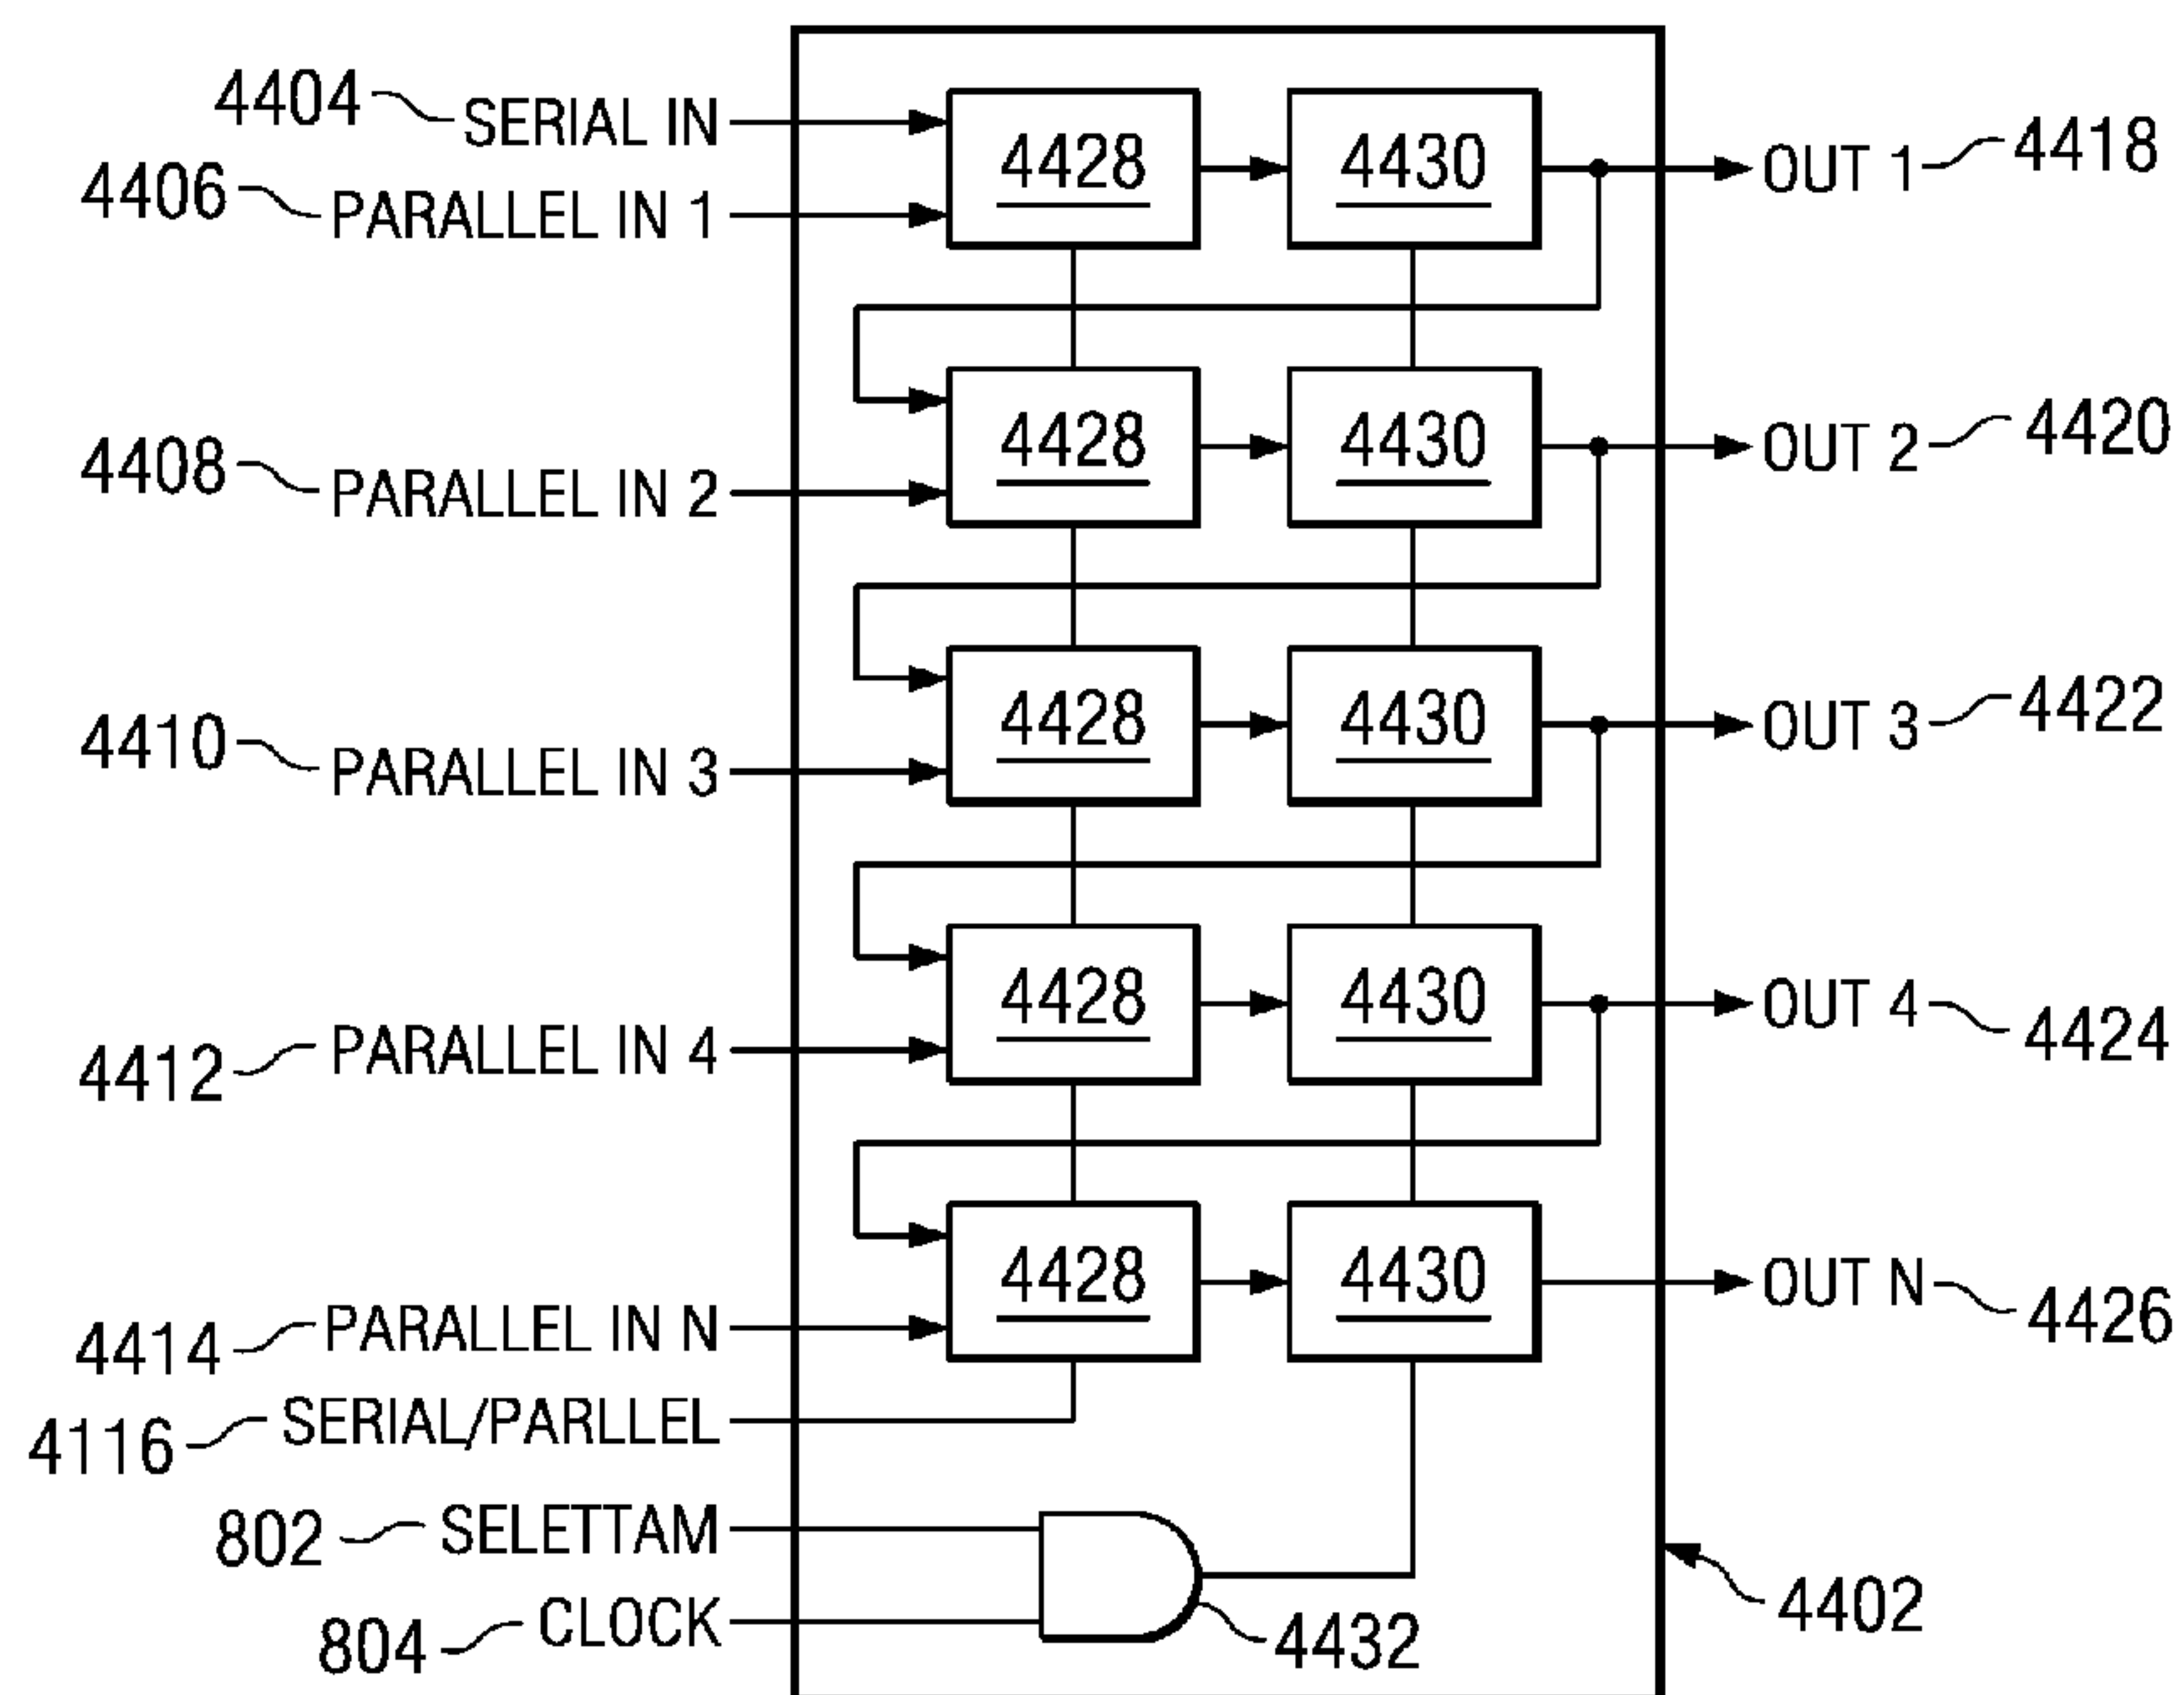 4404 SERIAL IN 4428 4430 OUT 1 4418
4406 PARALLEL IN 1
4408 PARALLEL IN 2 4428 4430 OUT 2 4420
4410 PARALLEL IN 3 4428 4430 OUT 3 4422
4412 PARALLEL IN 4 4428 4430 OUT 4 4424
4414 PARALLEL IN N 4428 4430 OUT N 4426
4116 SERIAL/PARLLEL
802 SELETTAM
804 CLOCK 4432 4402